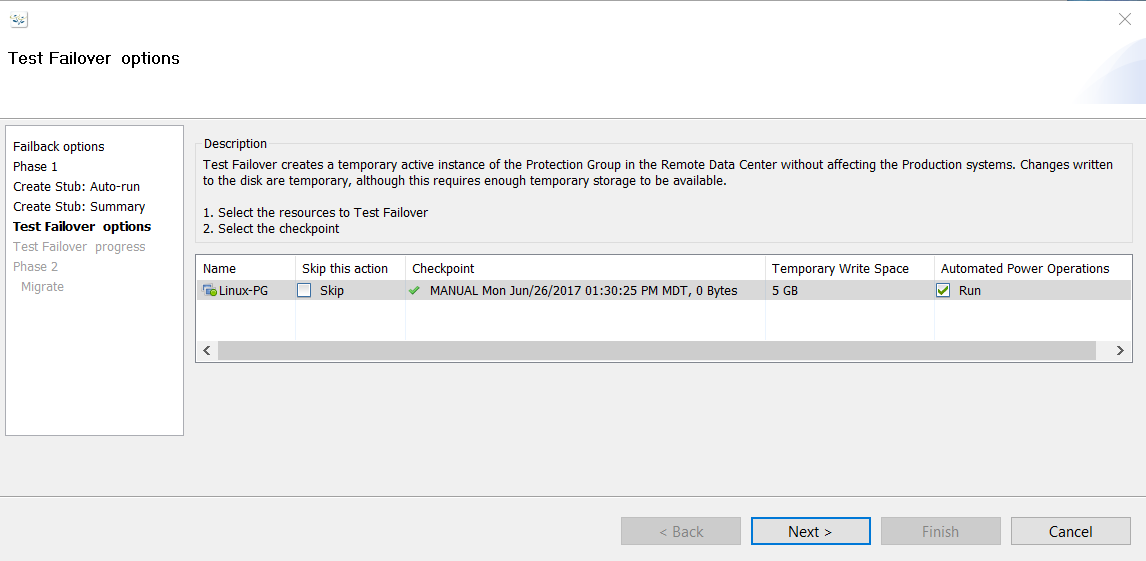 Test Failover  options
Failback options
Phase 1
Create Stub: Auto-run
Create Stub: Summary
Test Failover  options
Test Failover  progress
Phase 2
Migrate
Description
Test Failover creates a temporary active instance of the Protection Group in the Remote Data Center without affecting the Production systems. Changes written
to the disk are temporary, although this requires enough temporary storage to be available.
1. Select the resources to Test Failover
2. Select the checkpoint
Name Skip this action Checkpoint Temporary Write Space Automated Power Operations
Linux-PG Skip MANUAL Mon Jun/26/2017 01:30:25 PM MDT, 0 Bytes 5 GB Run
< Back Next > Finish Cancel